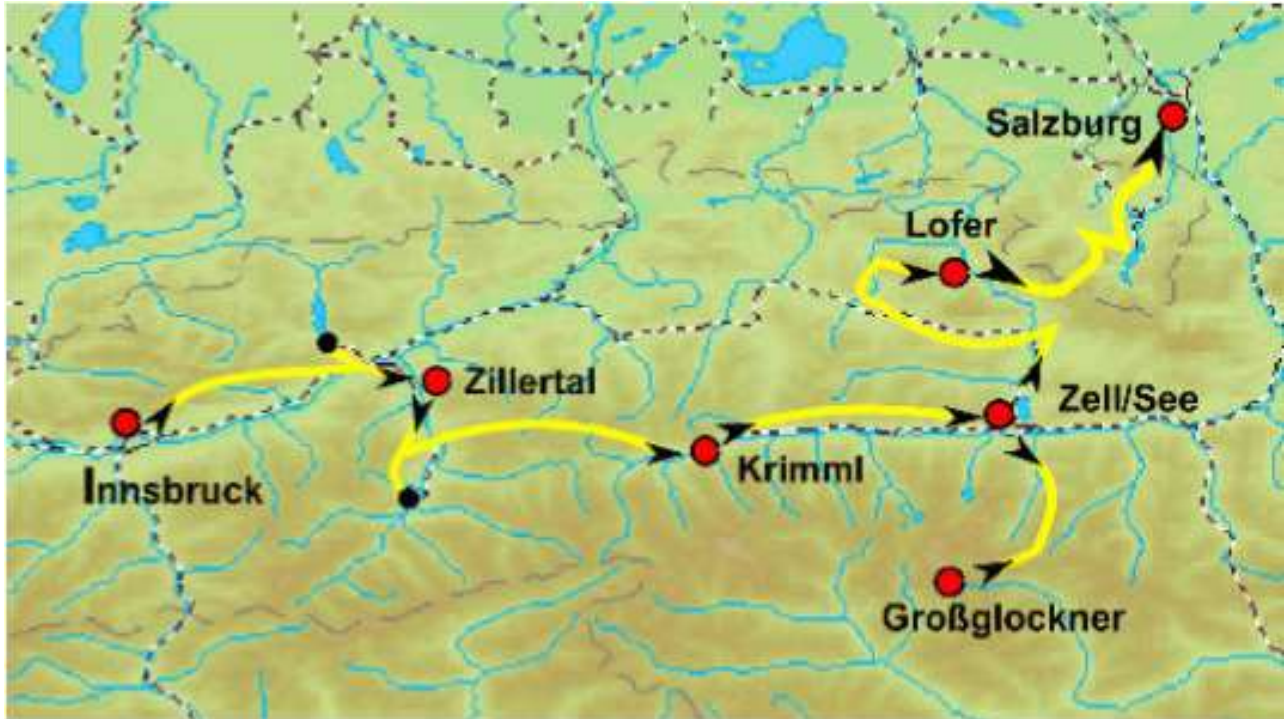 Salzburg
Lofer
Zillertal
Zell/See
Krimml
Innsbruck
Großglockner